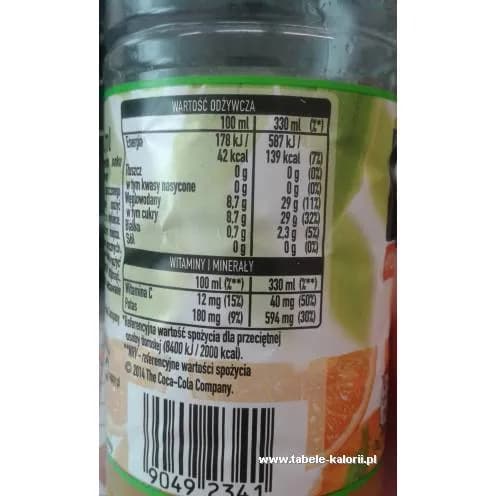 WARTOŚĆ ODŻYWCZA
100 ml 330 ml (%*)
Energia 178 kJ / 587 kJ /
42 kcal 139 kcal (7%)
Tłuszcz 0 g 0 g (0%)
w tym kwasy nasycone 0 g 0 g (0%)
Węglowodany 8,7 g 29 g (11%)
w tym cukry 8,7 g 29 g (32%)
Białko 0,7 g 2,3 g (5%)
Sól 0 g 0 g (0%)
WITAMINY I MINERAŁY
100 ml (%**) 330 ml (%**)
Witamina C 12 mg (15%) 40 mg (50%)
Potas 180 mg (9%) 594 mg (30%)
*Referencyjna wartość spożycia dla przeciętnej
osoby dorosłej (8400 kJ / 2000 kcal).
- referencyjne wartości spożycia
© 2014 The Coca-Cola Company.
9049 2341
www.tabele-kalorii.pl